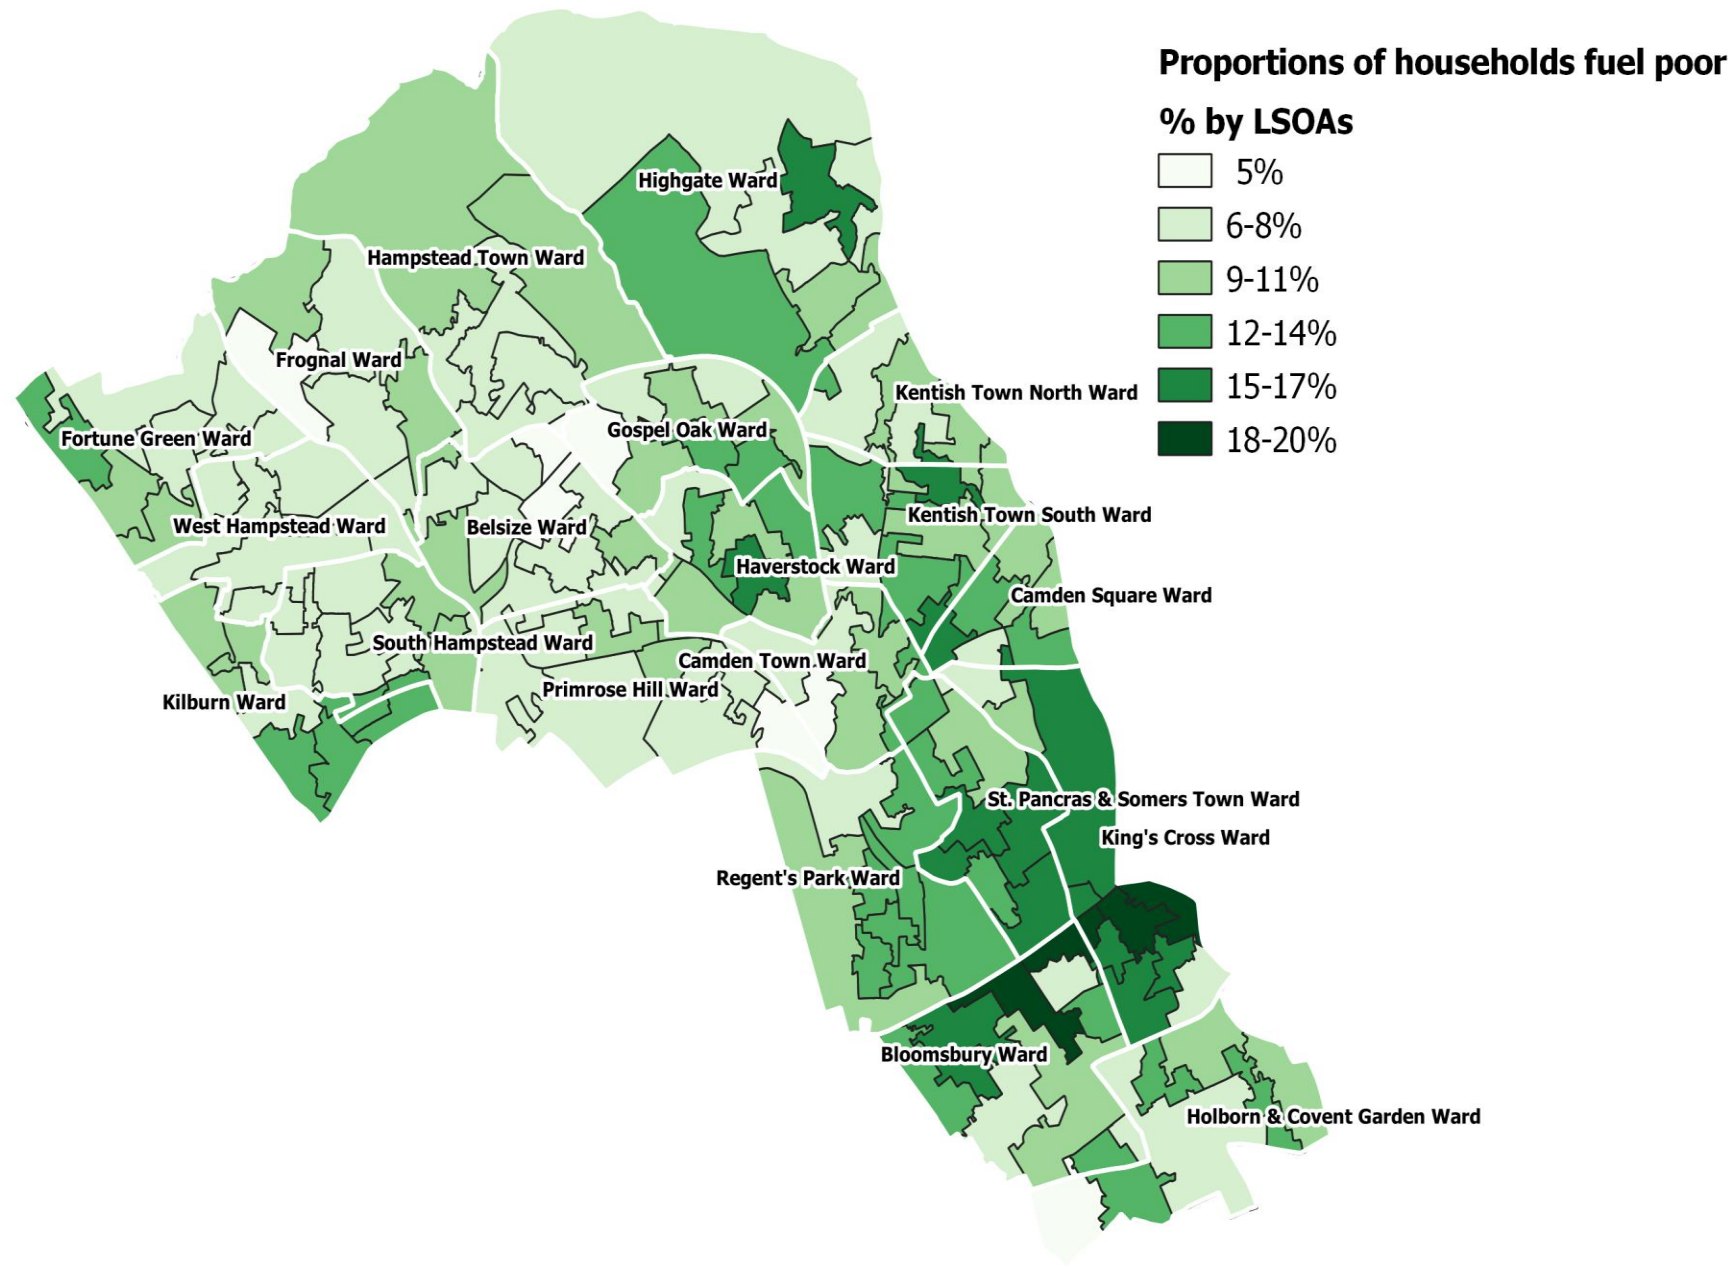 Proportions of households fuel poor
% by LSOAs
5%
6-8%
9-11%
12-14%
15-17%
18-20%
Highgate Ward
Hampstead Town Ward
Frognal Ward
Kentish Town North Ward
Gospel Oak Ward
Fortune Green Ward
Kentish Town South Ward
West Hampstead Ward
Belsize Ward
Haverstock Ward
Camden Square Ward
South Hampstead Ward
Camden Town Ward
Primrose Hill Ward
Kilburn Ward
St. Pancras & Somers Town Ward
King's Cross Ward
Regent's Park Ward
Bloomsbury Ward
Holborn & Covent Garden Ward